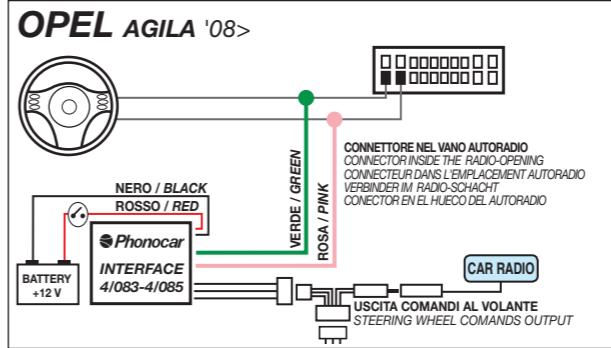 OPEL AGILA '08>
CONNETTORE NEL VANO AUTORADIO
CONNECTOR INSIDE THE RADIO-OPENING
CONNECTEUR DANS L'EMPLACEMENT AUTORADIO
VERBINDER IM RADIO-SCHACHT
CONECTOR EN EL HUECO DEL AUTORADIO
NERO / BLACK
ROSSO / RED
VERDE / GREEN
ROSA / PINK
Phonocar
INTERFACE
4/083-4/085
BATTERY
+12 V
CAR RADIO
USCITA COMANDI AL VOLANTE
STEERING WHEEL COMANDS OUTPUT